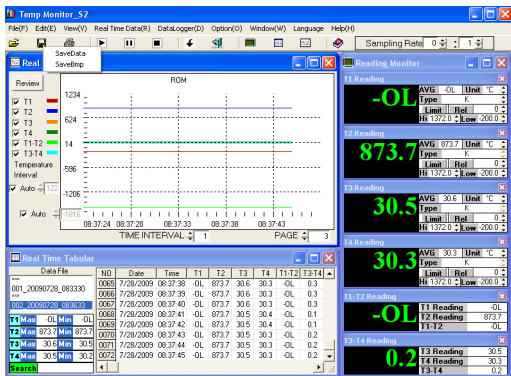 Temp Monitor_S2
File(F) Edit(E) View(V) Real Time Data(R) DataLogger(D) Option(O) Window(W) Language Help(H)
Sampling Rate 0 : 1
SaveData
SaveBmp
Real
Review
ROM
T1
T2
T3
T4
T1-T2
T3-T4
Temperature
Interval
Auto 122
Auto -1816
1234
624
14
-596
-1206
08:37:24 08:37:28 08:37:33 08:37:38 08:37:43
TIME INTERVAL 1 PAGE 3
Real Time Tabular
Data File
===
001_20090728_083330
===
002_20090728_083633
T1 Max -OL Min -OL
T2 Max 873.7 Min 873.7
T3 Max 30.6 Min 30.5
T4 Max 30.5 Min 30.2
Search
NO Date Time T1 T2 T3 T4 T1-T2 T3-T4
0065 7/28/2009 08:37:38 -OL 873.7 30.6 30.3 -OL 0.3
0066 7/28/2009 08:37:39 -OL 873.7 30.5 30.3 -OL 0.2
0067 7/28/2009 08:37:40 -OL 873.7 30.5 30.3 -OL 0.2
0068 7/28/2009 08:37:41 -OL 873.7 30.5 30.4 -OL 0.1
0069 7/28/2009 08:37:42 -OL 873.7 30.5 30.4 -OL 0.1
0070 7/28/2009 08:37:43 -OL 873.7 30.5 30.3 -OL 0.2
0071 7/28/2009 08:37:44 -OL 873.7 30.5 30.3 -OL 0.2
0072 7/28/2009 08:37:45 -OL 873.7 30.5 30.3 -OL 0.2
Reading Monitor
T1 Reading
-OL
AVG -OL Unit °C
Type K
Limit Rel 0
Hi 1372.0 Low -200.0
T2 Reading
873.7
AVG 873.7 Unit °C
Type K
Limit Rel 0
Hi 1372.0 Low -200.0
T3 Reading
30.5
AVG 30.6 Unit °C
Type K
Limit Rel 0
Hi 1372.0 Low -200.0
T4 Reading
30.3
AVG 30.3 Unit °C
Type K
Limit Rel 0
Hi 1372.0 Low -200.0
T1-T2 Reading
-OL
T1 Reading -OL
T2 Reading 873.7
T1-T2 -OL
T3-T4 Reading
0.2
T3 Reading 30.5
T4 Reading 30.3
T3-T4 0.2